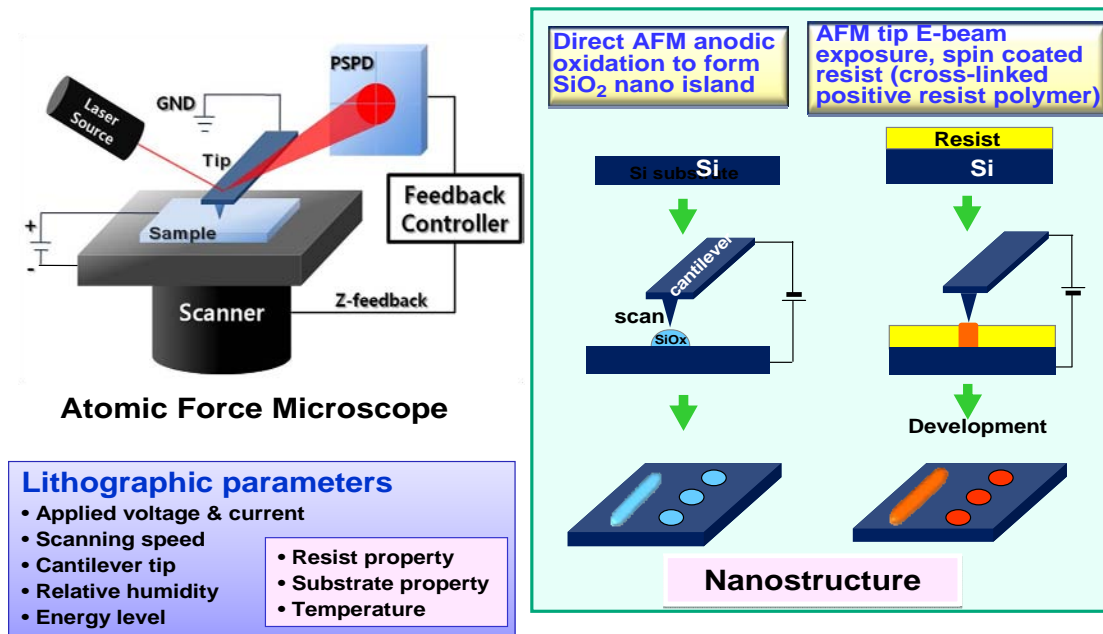 PSPD
GND
Laser
Source
Tip
Feedback
Controller
+
Sample
-
Z-feedback
Scanner
Atomic Force Microscope
Lithographic parameters
• Applied voltage & current
• Scanning speed
• Cantilever tip
• Relative humidity
• Energy level
• Resist property
• Substrate property
• Temperature
Direct AFM anodic
oxidation to form
SiO₂ nano island
Si substrate
Si
cantilever
scan
SiOx
AFM tip E-beam
exposure, spin coated
resist (cross-linked
positive resist polymer)
Resist
Si
Development
Nanostructure